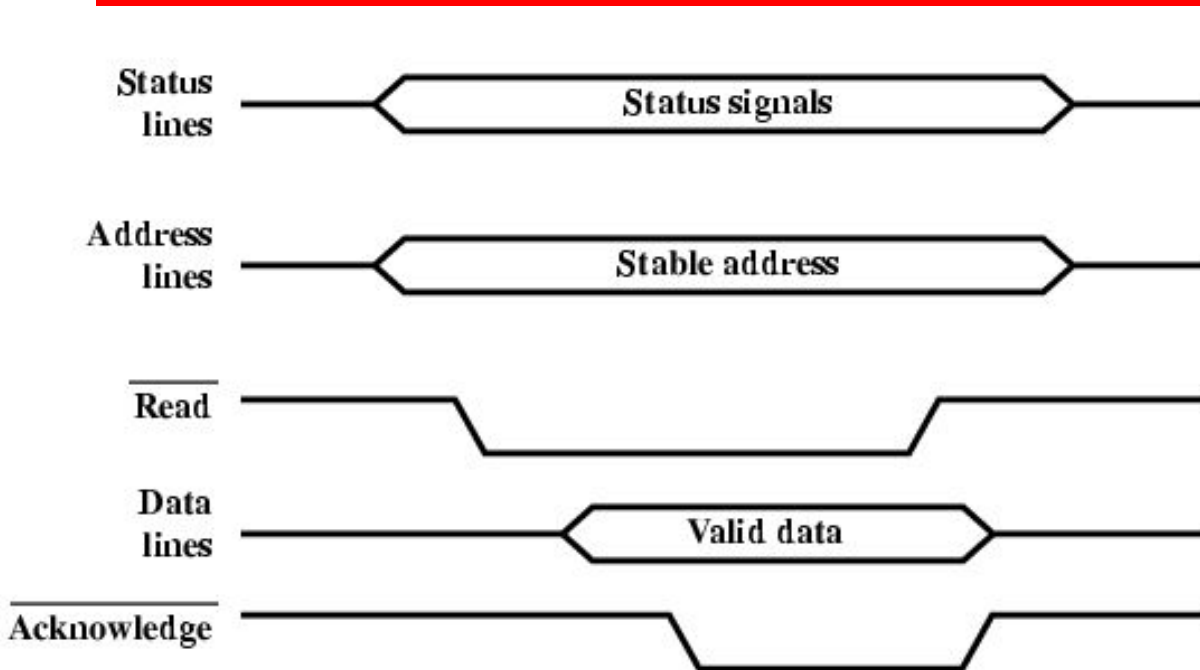 Status
lines
Status signals
Address
lines
Stable address
Read
Data
lines
Valid data
Acknowledge